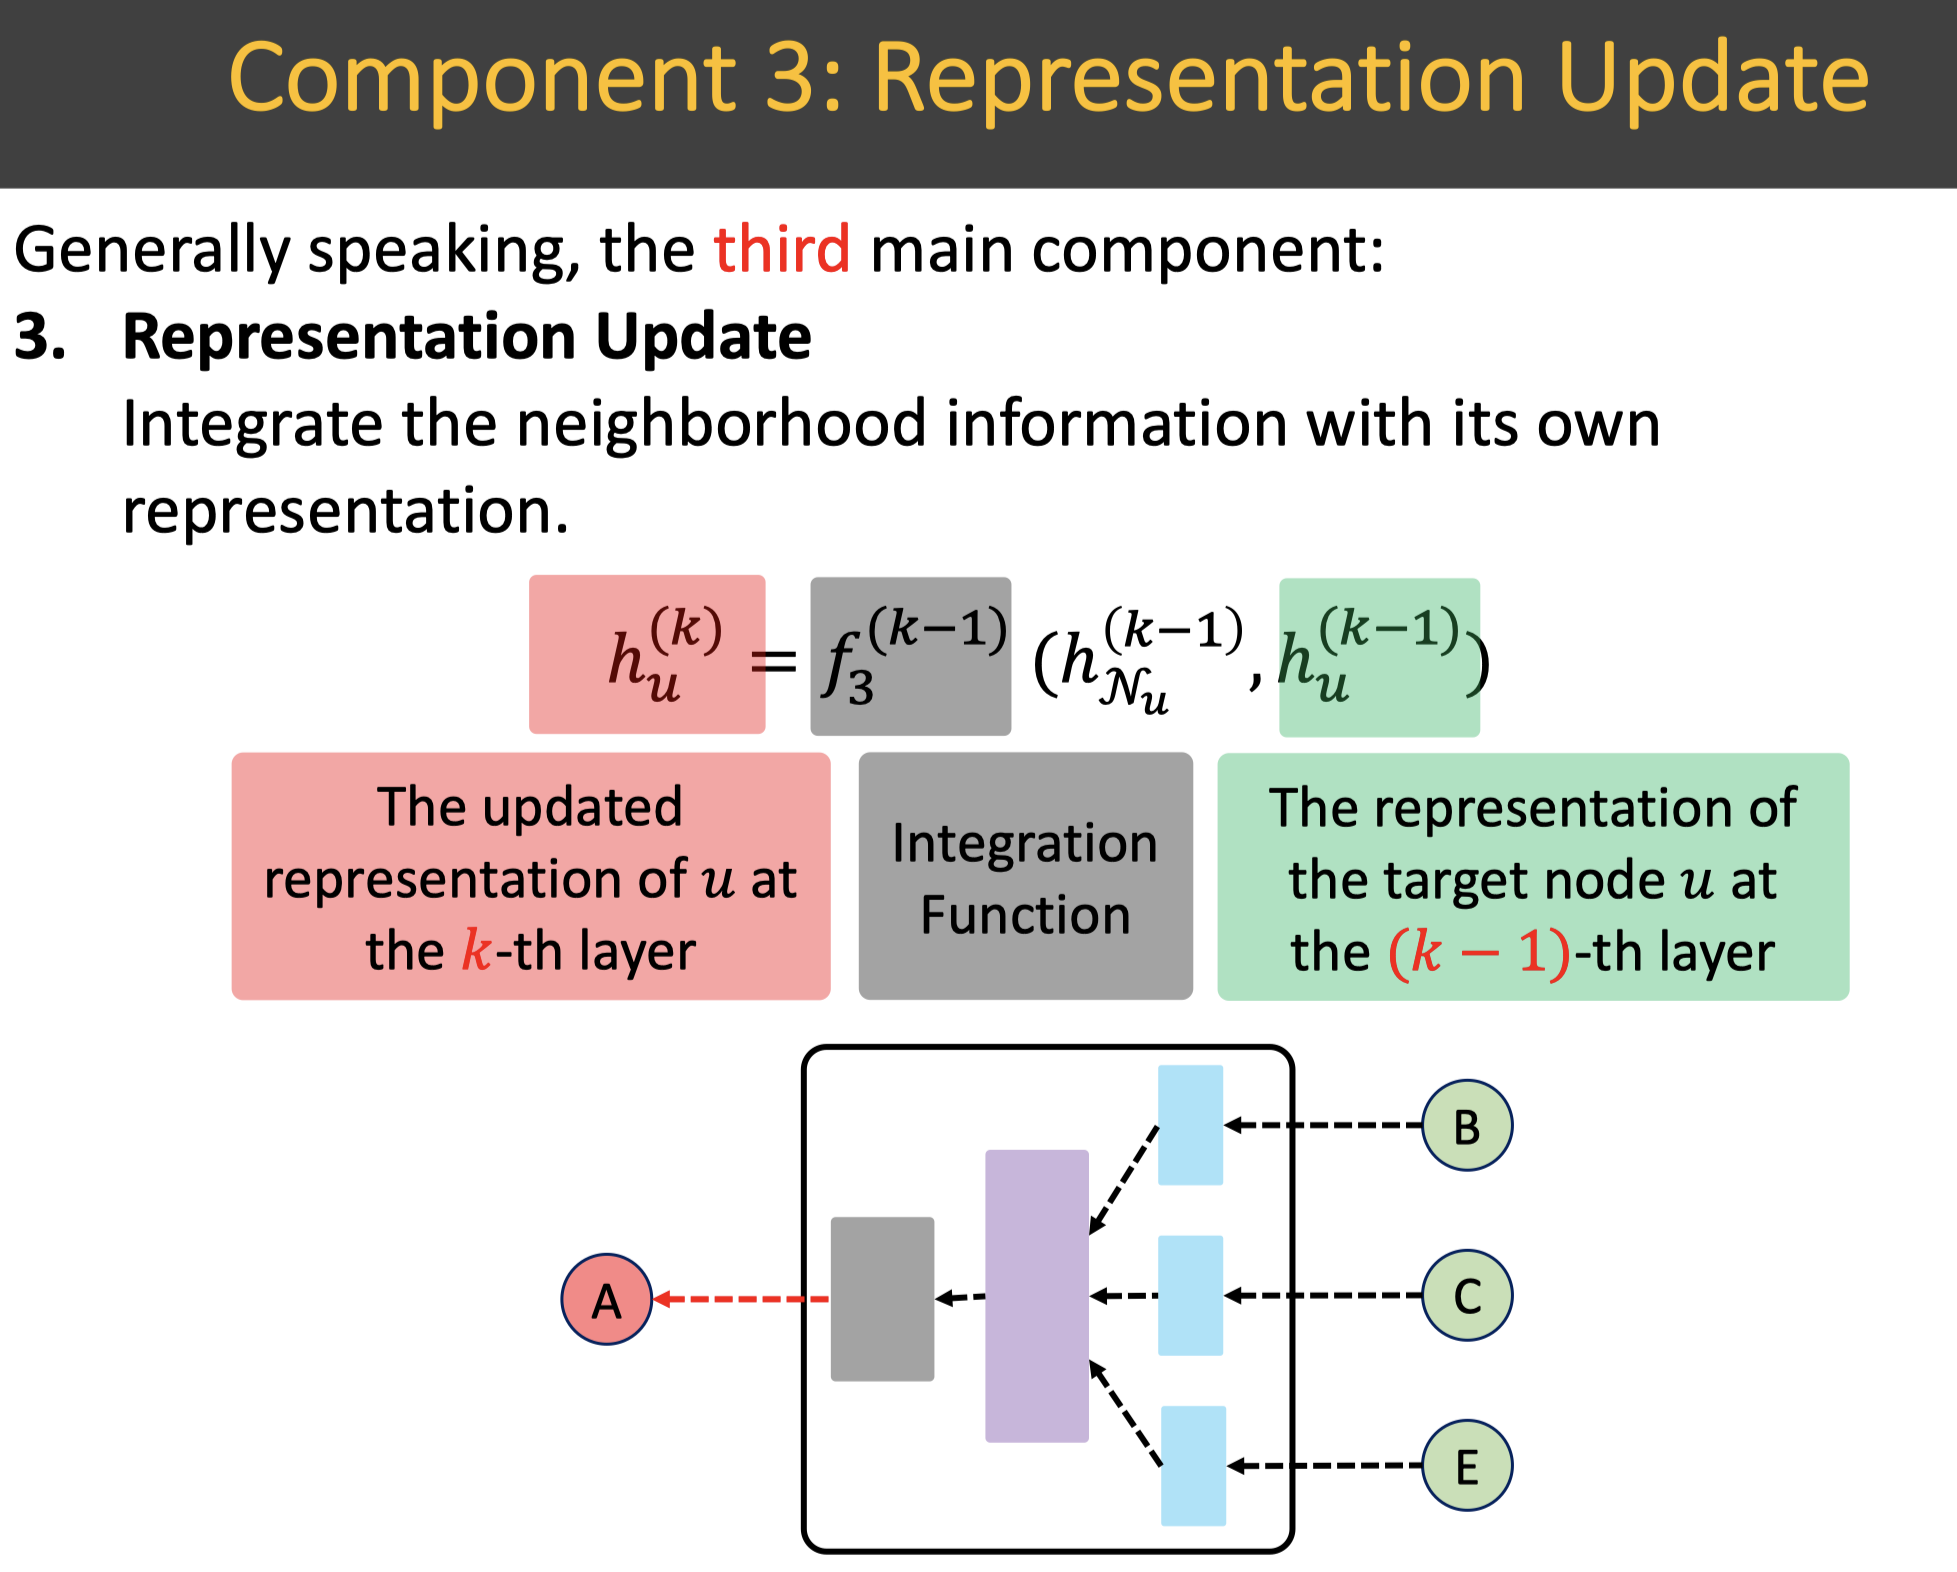 Component 3: Representation Update
Generally speaking, the third main component:
3. Representation Update
Integrate the neighborhood information with its own
representation.
h_u^{(k)} = f_3^{(k−1)} (h_{𝒩_u}^{(k−1)}, h_u^{(k−1)})
The updated
representation of u at
the k-th layer
Integration
Function
The representation of
the target node u at
the (k − 1)-th layer
B
A
C
E